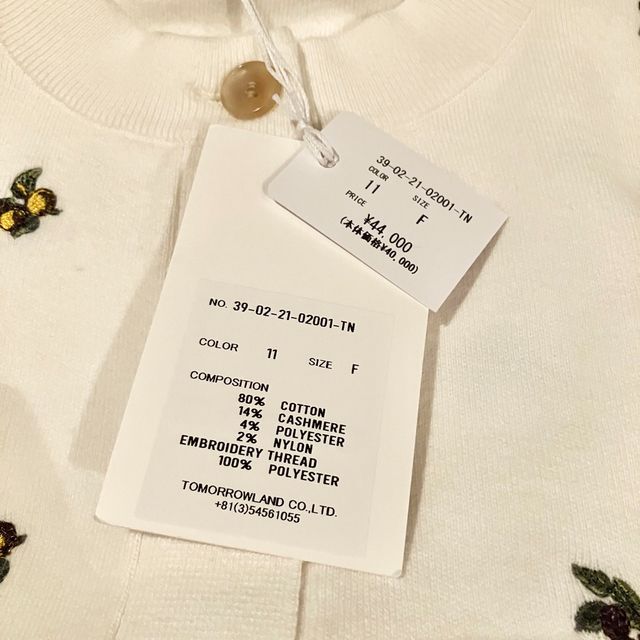 39-02-21-02001-TN
COLOR SIZE
11 F
PRICE
¥44,000
(本体価格¥40,000)
NO. 39-02-21-02001-TN
COLOR 11 SIZE F
COMPOSITION
80% COTTON
14% CASHMERE
4% POLYESTER
2% NYLON
EMBROIDERY THREAD
100% POLYESTER
TOMORROWLAND CO.,LTD.
+81(3)54561055